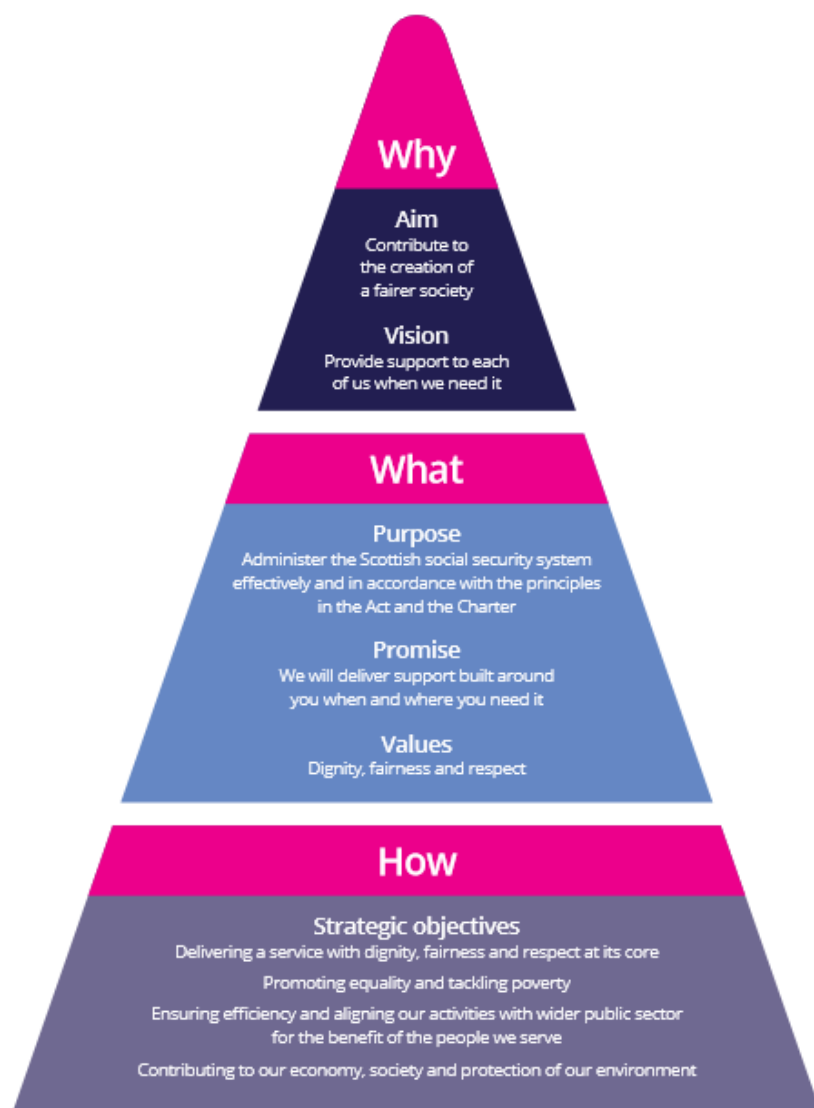 Why
Aim
Contribute to
the creation of
a fairer society
Vision
Provide support to each
of us when we need it
What
Purpose
Administer the Scottish social security system
effectively and in accordance with the principles
in the Act and the Charter
Promise
We will deliver support built around
you when and where you need it
Values
Dignity, fairness and respect
How
Strategic objectives
Delivering a service with dignity, fairness and respect at its core
Promoting equality and tackling poverty
Ensuring efficiency and aligning our activities with wider public sector
for the benefit of the people we serve
Contributing to our economy, society and protection of our environment